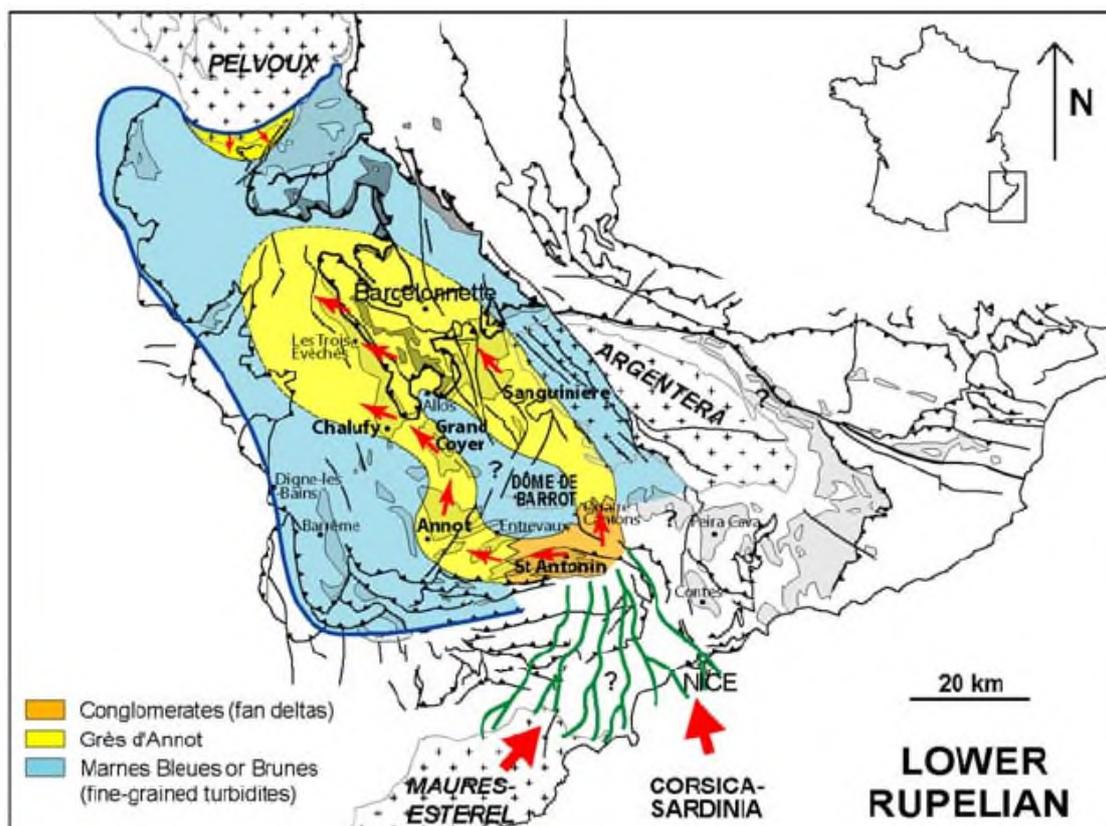 PELVOUX
N
Barcelonnette
Les Trois
Evêchés
ARGENTERA
?
Sanguiniere
Allos
Chalufy
Grand
Coyer
?
DÔME DE
BARROT
Digne-les
Bains
Barrême
Annot
Entrevaux
Cantons
?
Peira Cava
St Antonin
Contes
?
NICE
20 km
Conglomerates (fan deltas)
Grès d'Annot
Marnes Bleues or Brunes
(fine-grained turbidites)
MAURES-
ESTEREL
CORSICA-
SARDINIA
LOWER
RUPELIAN